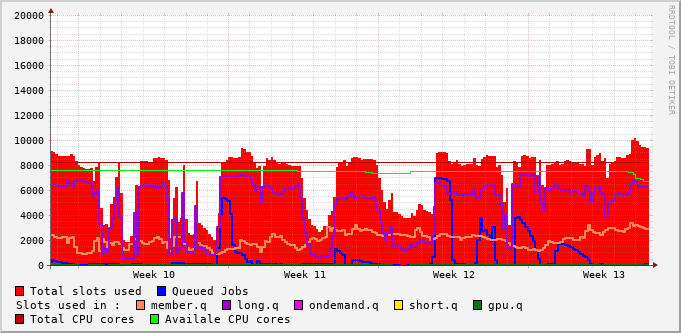 20000
18000
16000
14000
12000
10000
8000
6000
4000
2000
0
Week 10 Week 11 Week 12 Week 13
RRDTOOL / TOBI OETIKER
Total slots used Queued Jobs
Slots used in : member.q long.q ondemand.q short.q gpu.q
Total CPU cores Availale CPU cores